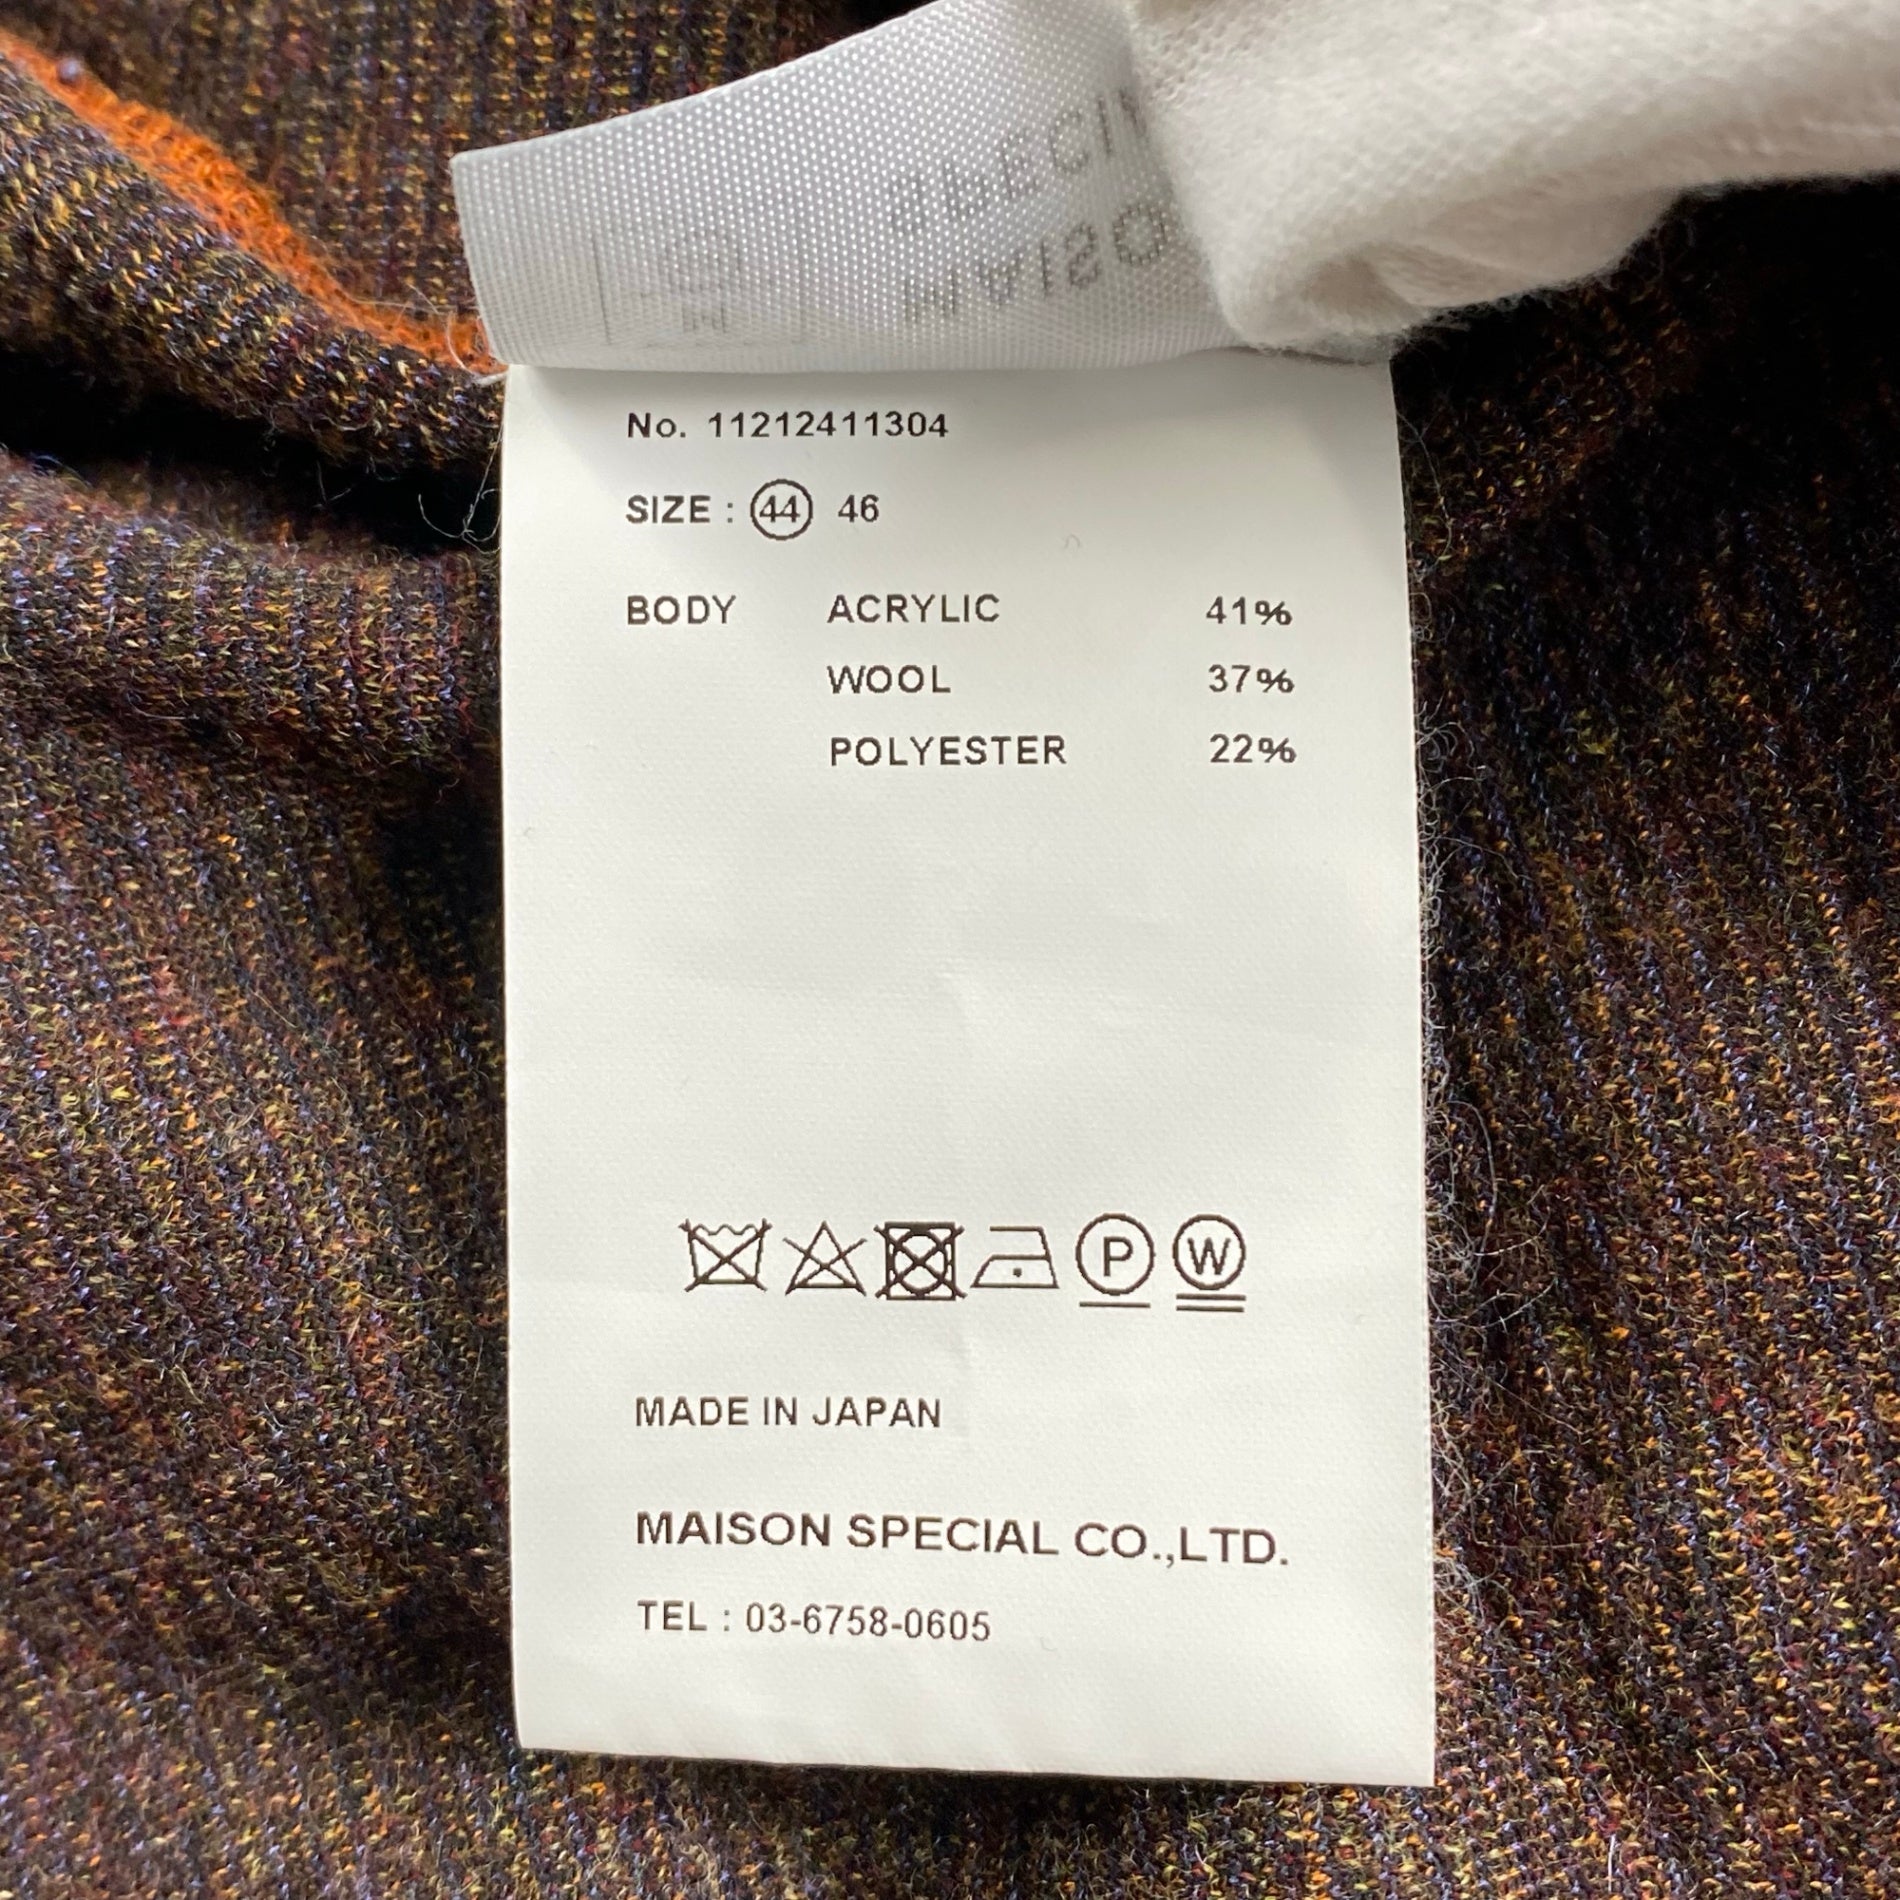 No. 11212411304
SIZE : 44 46
BODY ACRYLIC 41%
WOOL 37%
POLYESTER 22%
P W
MADE IN JAPAN
MAISON SPECIAL CO.,LTD.
TEL : 03-6758-0605